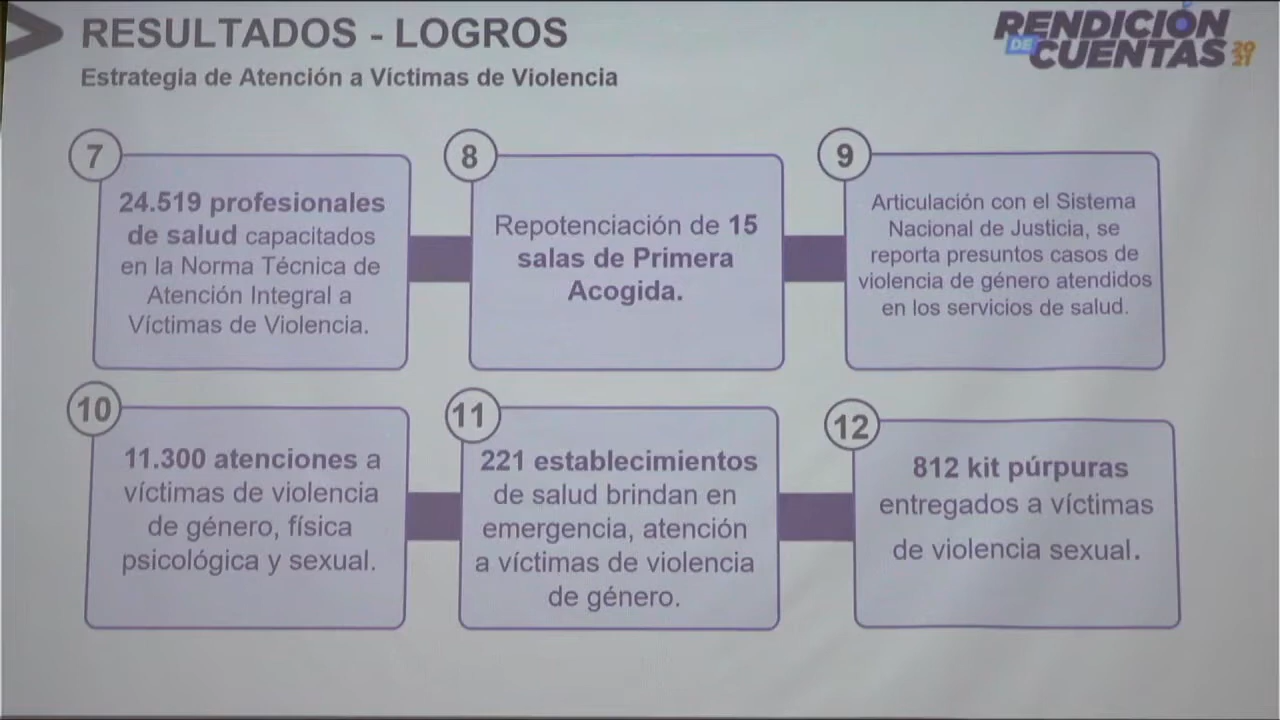 RESULTADOS - LOGROS
Estrategia de Atención a Víctimas de Violencia
RENDICIÓN
DE CUENTAS 2021
7
24.519 profesionales
de salud capacitados
en la Norma Técnica de
Atención Integral a
Víctimas de Violencia.
8
Repotenciación de 15
salas de Primera
Acogida.
9
Articulación con el Sistema
Nacional de Justicia, se
reporta presuntos casos de
violencia de género atendidos
en los servicios de salud.
10
11.300 atenciones a
víctimas de violencia
de género, física
psicológica y sexual.
11
221 establecimientos
de salud brindan en
emergencia, atención
a víctimas de violencia
de género.
12
812 kit púrpuras
entregados a víctimas
de violencia sexual.